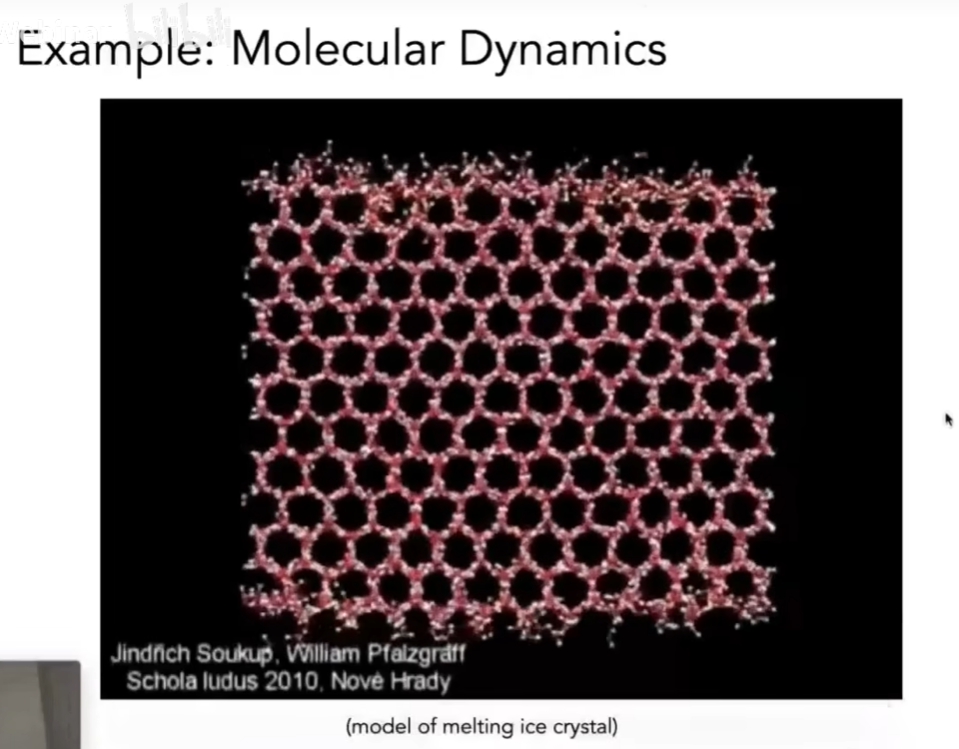 Example: Molecular Dynamics
Jindřich Soukup, William Pfalzgraff
Schola ludus 2010, Nové Hrady
(model of melting ice crystal)